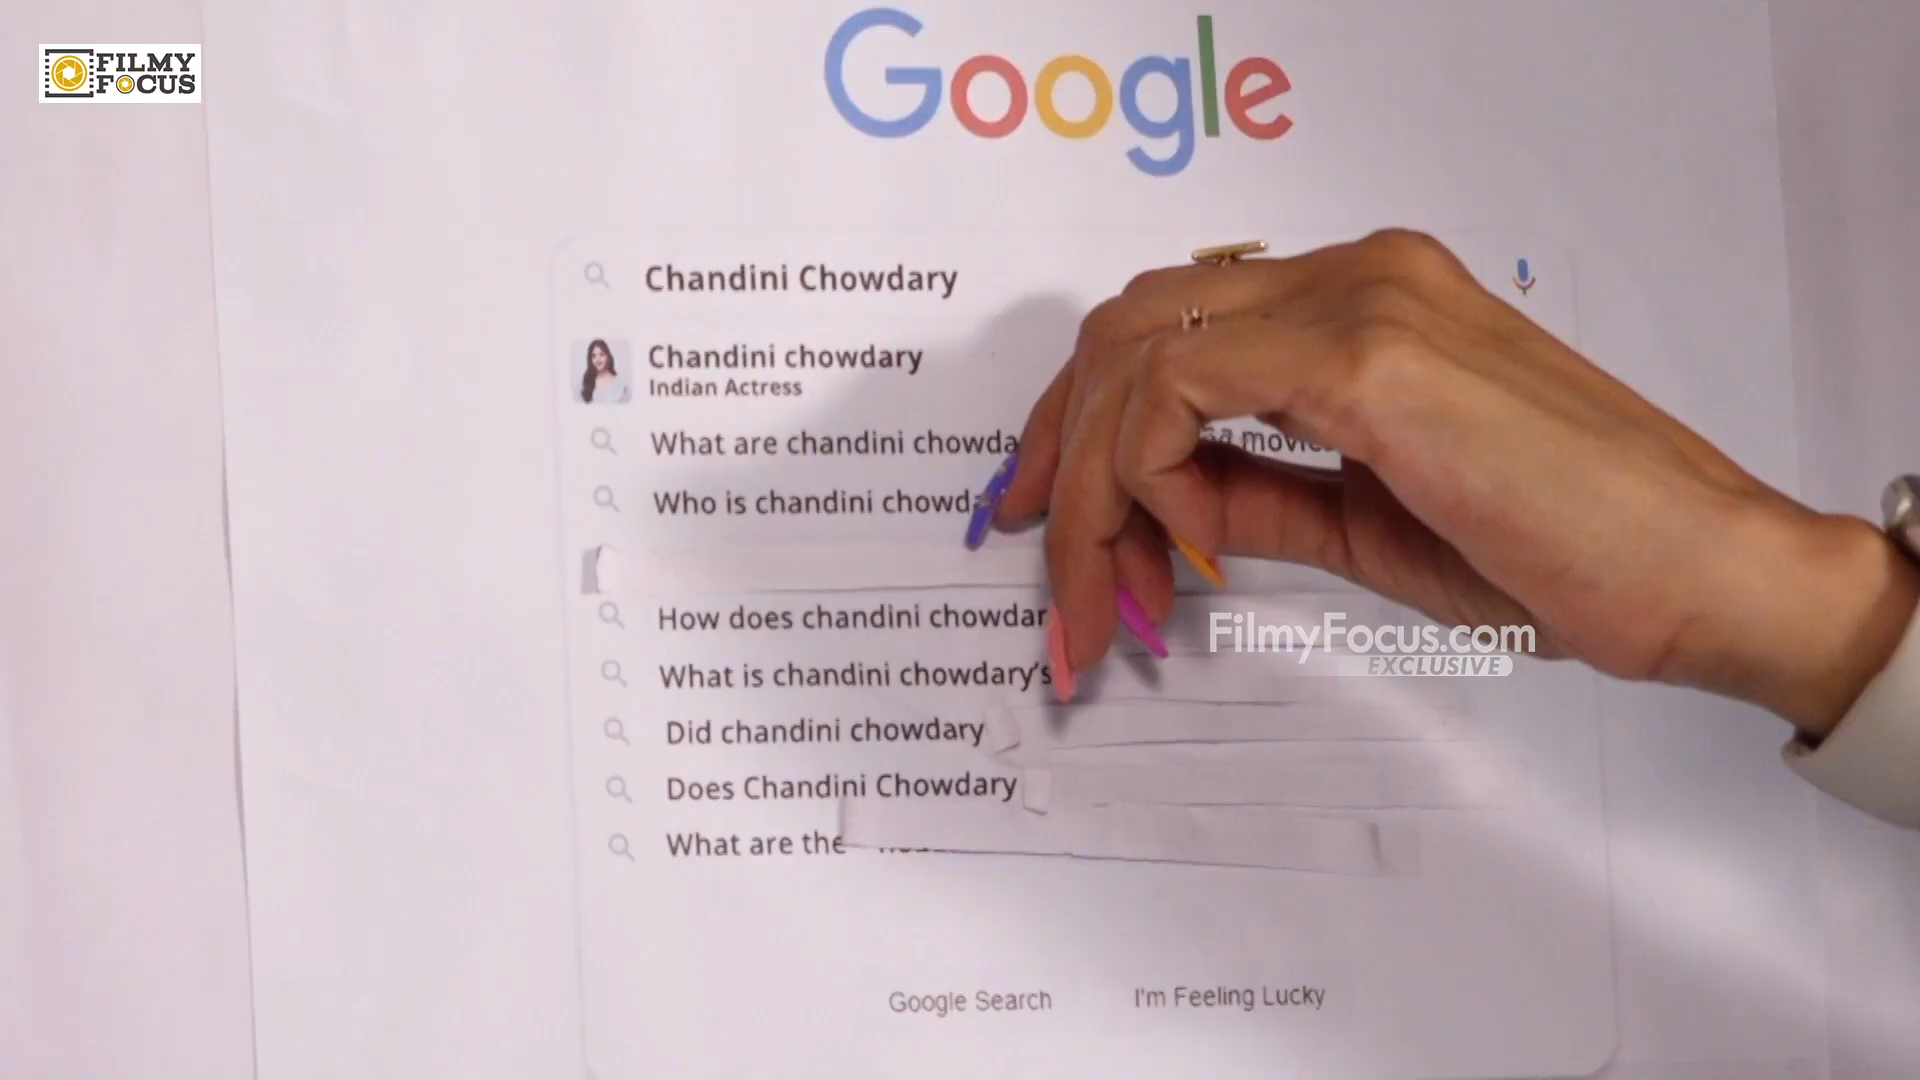 FILMY
FOCUS
Google
Chandini Chowdary
Chandini chowdary
Indian Actress
What are chandini chowda
Who is chandini chowda
How does chandini chowdar
FilmyFocus.com
EXCLUSIVE
What is chandini chowdary's
Did chandini chowdary
Does Chandini Chowdary
What are the
Google Search I'm Feeling Lucky